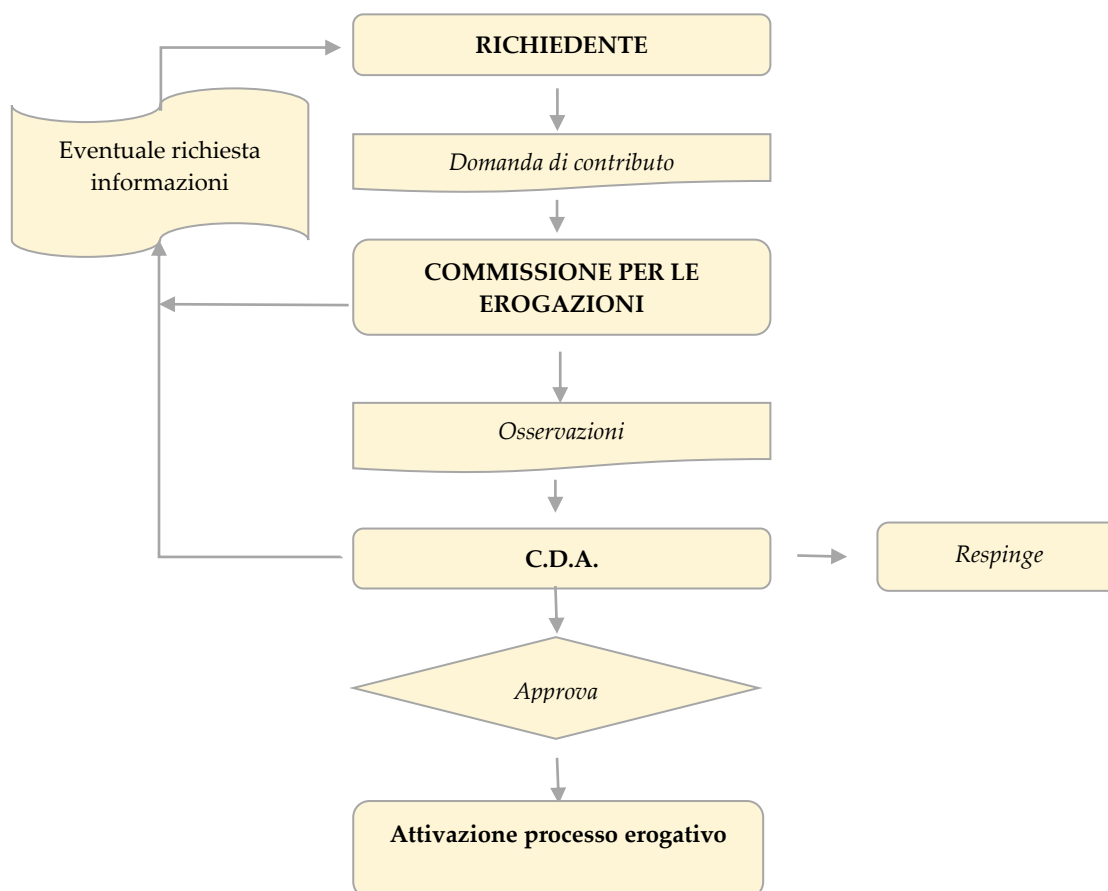 RICHIEDENTE
Eventuale richiesta
informazioni
Domanda di contributo
COMMISSIONE PER LE
EROGAZIONI
Osservazioni
C.D.A.
Respinge
Approva
Attivazione processo erogativo